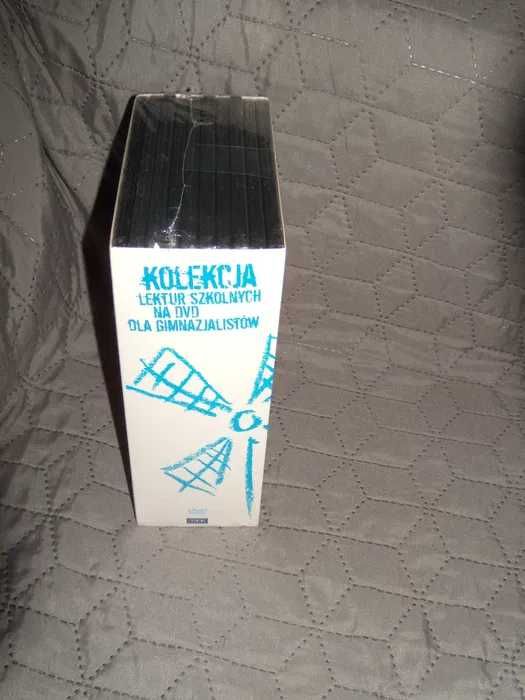 KOLEKCJA
LEKTUR SZKOLNYCH
NA DVD
DLA GIMNAZJALISTÓW